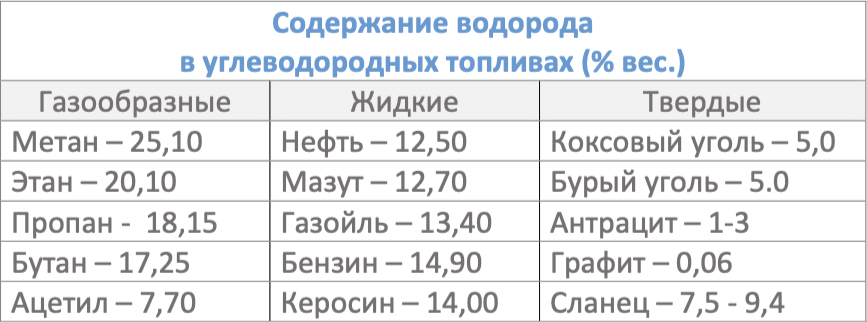 Содержание водорода
в углеводородных топливах (% вес.)
Газообразные Жидкие Твердые
Метан – 25,10 Нефть – 12,50 Коксовый уголь – 5,0
Этан – 20,10 Мазут – 12,70 Бурый уголь – 5.0
Пропан - 18,15 Газойль – 13,40 Антрацит – 1-3
Бутан – 17,25 Бензин – 14,90 Графит – 0,06
Ацетил – 7,70 Керосин – 14,00 Сланец – 7,5 - 9,4